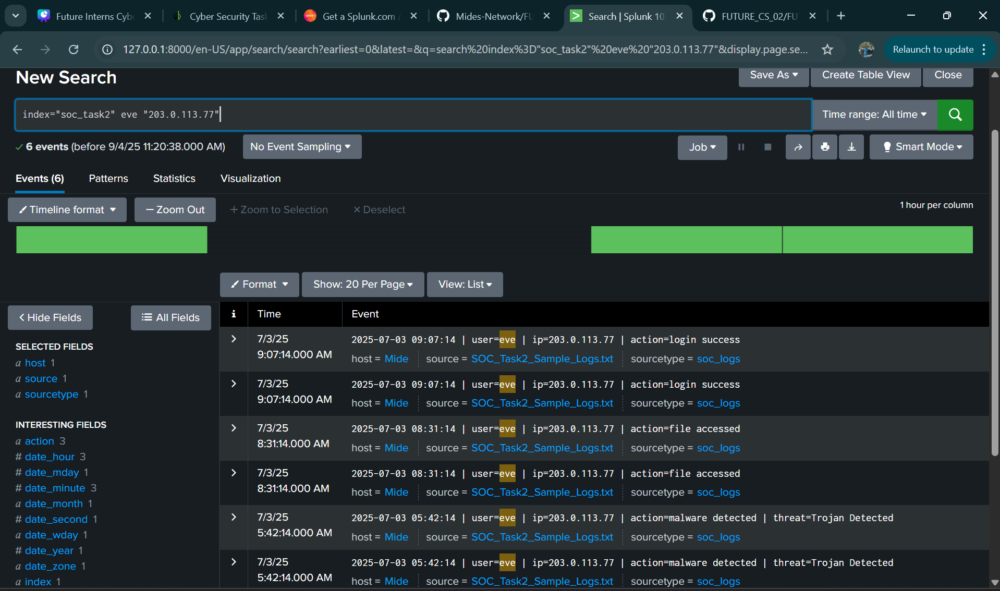 Future Interns Cybe
Cyber Security Task
Get a Splunk.com
Mides-Network/FU
Search | Splunk 10.
FUTURE_CS_02/FU
127.0.0.1:8000/en-US/app/search/search?earliest=0&latest=&q=search%20index%3D"soc_task2"%20eve%20"203.0.113.77"&display.page.se...
Relaunch to update
New Search
Save As
Create Table View
Close
index="soc_task2" eve "203.0.113.77"
Time range: All time
6 events (before 9/4/25 11:20:38.000 AM)
No Event Sampling
Job
Smart Mode
Events (6)
Patterns
Statistics
Visualization
Timeline format
— Zoom Out
+ Zoom to Selection
× Deselect
1 hour per column
Format
Show: 20 Per Page
View: List
< Hide Fields
All Fields
i
Time
Event
SELECTED FIELDS
a host 1
a source 1
a sourcetype 1
INTERESTING FIELDS
a action 3
# date_hour 3
# date_mday 1
# date_minute 3
a date_month 1
# date_second 1
a date_wday 1
# date_year 1
a date_zone 1
a index 1
7/3/25
9:07:14.000 AM
2025-07-03 09:07:14 | user=eve | ip=203.0.113.77 | action=login success
host = Mide
source = SOC_Task2_Sample_Logs.txt
sourcetype = soc_logs
7/3/25
9:07:14.000 AM
2025-07-03 09:07:14 | user=eve | ip=203.0.113.77 | action=login success
host = Mide
source = SOC_Task2_Sample_Logs.txt
sourcetype = soc_logs
7/3/25
8:31:14.000 AM
2025-07-03 08:31:14 | user=eve | ip=203.0.113.77 | action=file accessed
host = Mide
source = SOC_Task2_Sample_Logs.txt
sourcetype = soc_logs
7/3/25
8:31:14.000 AM
2025-07-03 08:31:14 | user=eve | ip=203.0.113.77 | action=file accessed
host = Mide
source = SOC_Task2_Sample_Logs.txt
sourcetype = soc_logs
7/3/25
5:42:14.000 AM
2025-07-03 05:42:14 | user=eve | ip=203.0.113.77 | action=malware detected | threat=Trojan Detected
host = Mide
source = SOC_Task2_Sample_Logs.txt
sourcetype = soc_logs
7/3/25
5:42:14.000 AM
2025-07-03 05:42:14 | user=eve | ip=203.0.113.77 | action=malware detected | threat=Trojan Detected
host = Mide
source = SOC_Task2_Sample_Logs.txt
sourcetype = soc_logs